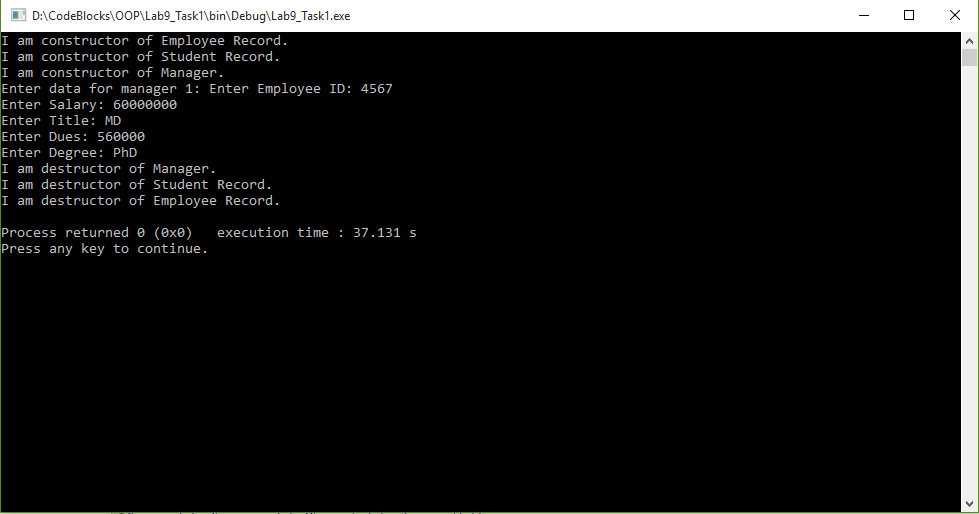 D:\CodeBlocks\OOP\Lab9_Task1\bin\Debug\Lab9_Task1.exe
I am constructor of Employee Record.
I am constructor of Student Record.
I am constructor of Manager.
Enter data for manager 1: Enter Employee ID: 4567
Enter Salary: 60000000
Enter Title: MD
Enter Dues: 560000
Enter Degree: PhD
I am destructor of Manager.
I am destructor of Student Record.
I am destructor of Employee Record.
Process returned 0 (0x0)   execution time : 37.131 s
Press any key to continue.